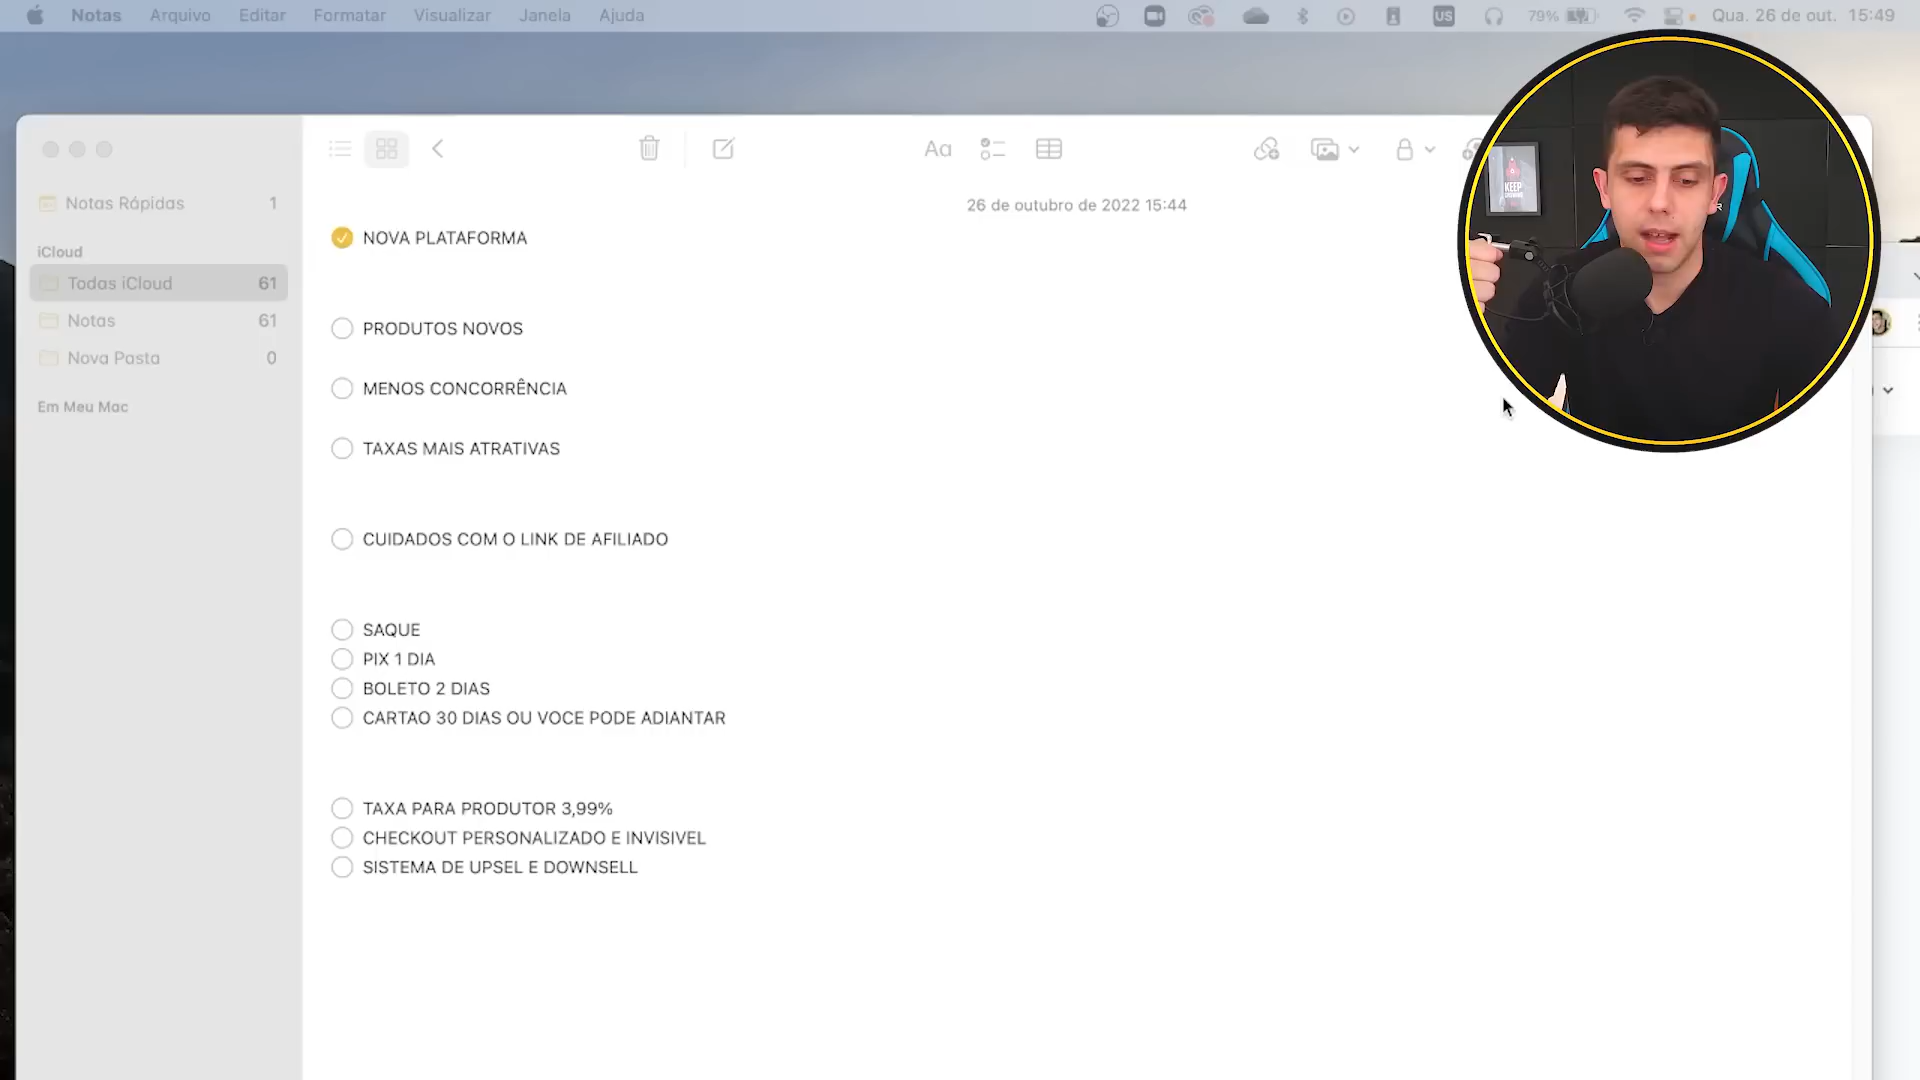 Notas Arquivo Editar Formatar Visualizar Janela Ajuda US 79% Qua. 26 de out. 15:49
Aa
Notas Rápidas 1
26 de outubro de 2022 15:44
NOVA PLATAFORMA
iCloud
Todas iCloud 61
Notas 61
PRODUTOS NOVOS
Nova Pasta 0
MENOS CONCORRÊNCIA
Em Meu Mac
TAXAS MAIS ATRATIVAS
CUIDADOS COM O LINK DE AFILIADO
SAQUE
PIX 1 DIA
BOLETO 2 DIAS
CARTAO 30 DIAS OU VOCE PODE ADIANTAR
TAXA PARA PRODUTOR 3,99%
CHECKOUT PERSONALIZADO E INVISIVEL
SISTEMA DE UPSEL E DOWNSELL
KEEP